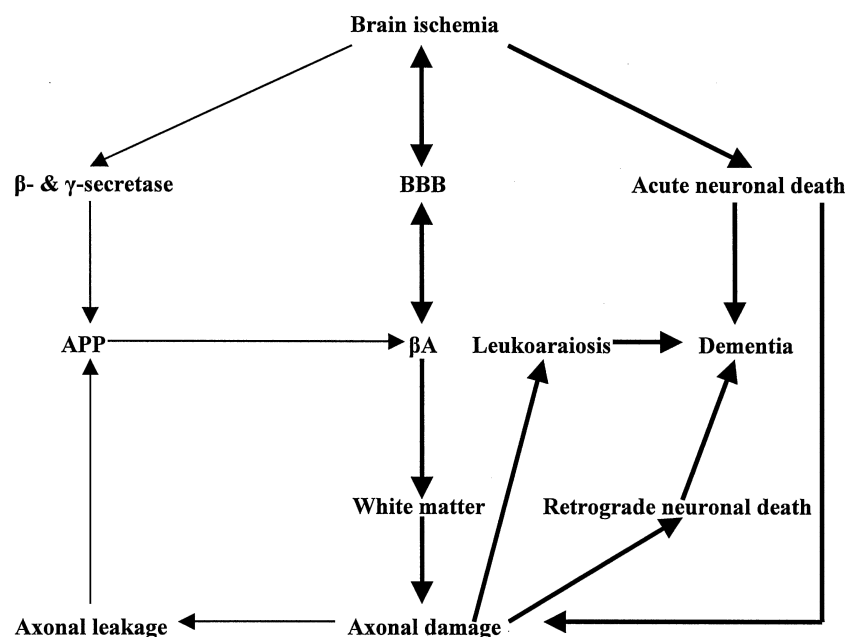 Brain ischemia
β- & γ-secretase
BBB
Acute neuronal death
APP
βA
Leukoaraiosis
Dementia
White matter
Retrograde neuronal death
Axonal leakage
Axonal damage